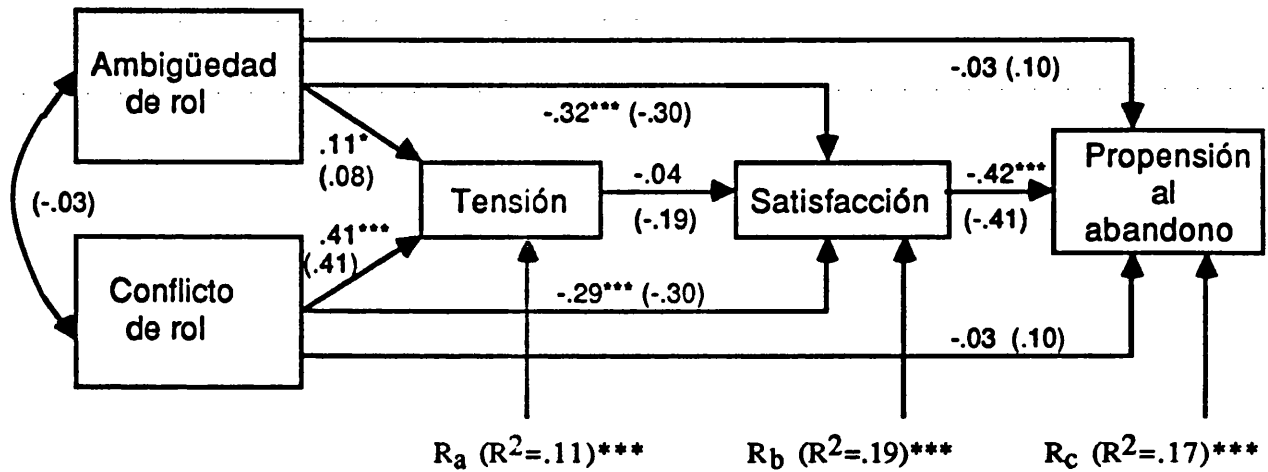 Ambigüedad
de rol
-.03 (.10)
-.32*** (-.30)
.11*
(.08)
Propensión
al
abandono
(-.03)
Tensión
-.04
(-.19)
Satisfacción
-.42***
(-.41)
.41***
(.41)
Conflicto
de rol
-.29*** (-.30)
-.03 (.10)
Ra (R²=.11)***
Rb (R²=.19)***
Rc (R²=.17)***